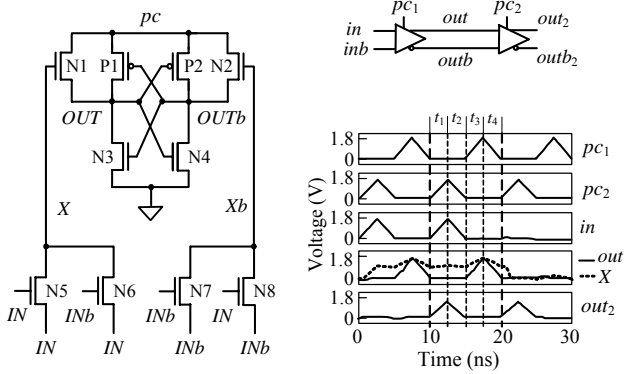 pc
N1 P1 P2 N2
OUT OUTb
N3 N4
X Xb
N5 N6 N7 N8
IN INb INb IN
IN IN INb INb
pc1 pc2
in out out2
inb outb outb2
t1 t2 t3 t4
1.8
0
pc1
1.8
0
pc2
1.8
0
in
1.8
0
out
X
1.8
0
out2
0 10 20 30
Voltage (V)
Time (ns)